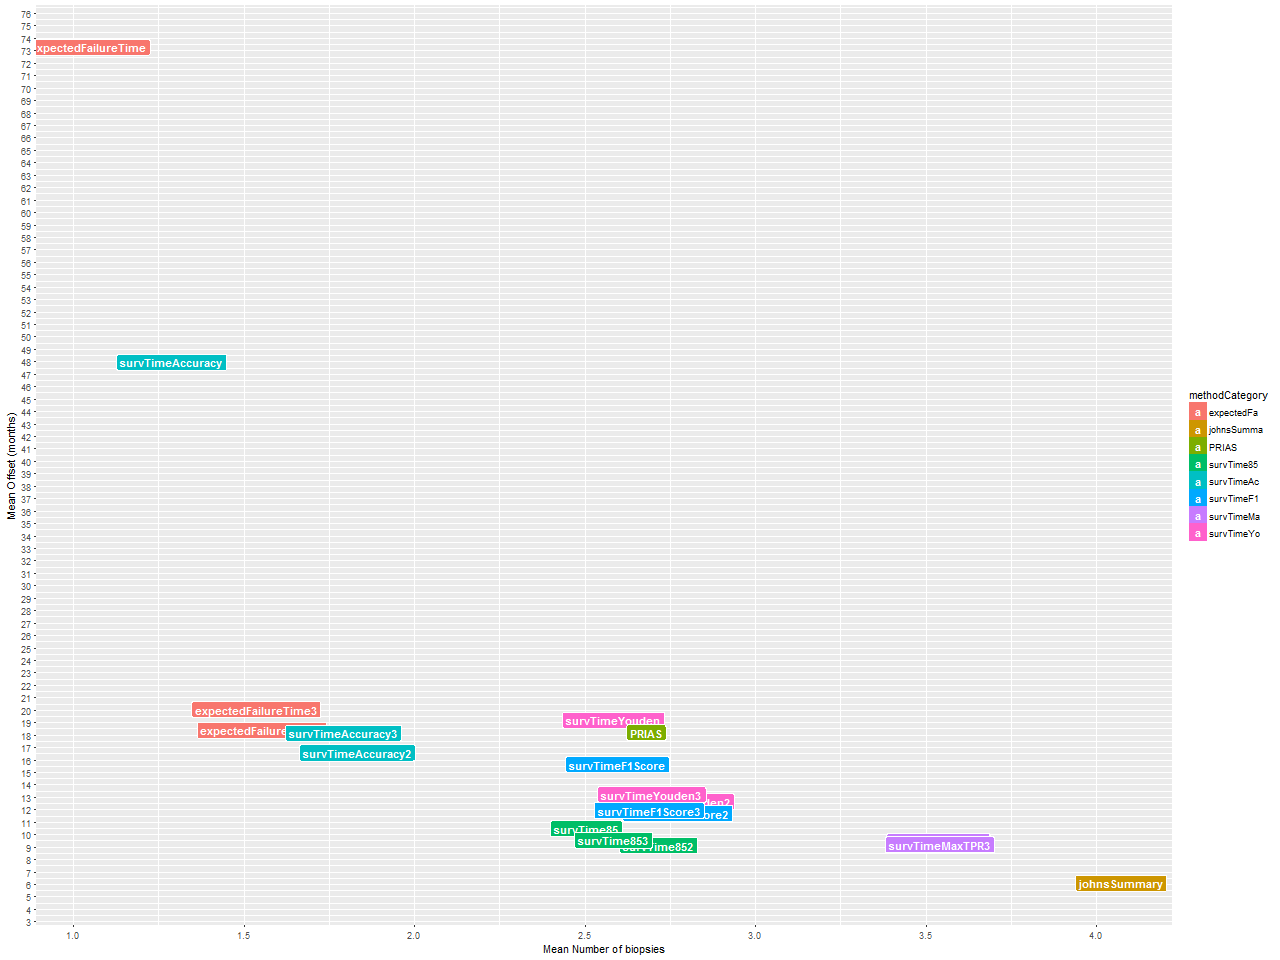 76
75
74
73
72
71
70
69
68
67
66
65
64
63
62
61
60
59
58
57
56
55
54
53
52
51
50
49
48
47
46
45
44
43
42
41
40
39
38
37
36
35
34
33
32
31
30
29
28
27
26
25
24
23
22
21
20
19
18
17
16
15
14
13
12
11
10
9
8
7
6
5
4
3
Mean Offset (months)
xpectedFailureTime
survTimeAccuracy
expectedFailureTime3
expectedFailure
survTimeAccuracy3
survTimeAccuracy2
survTimeYouden
PRIAS
survTimeF1Score
survTimeYouden3
den2
survTimeF1Score3
ore2
survTime85
survTime853
survTime852
survTimeMaxTPR3
johnsSummary
1.0
1.5
2.0
2.5
3.0
3.5
4.0
Mean Number of biopsies
methodCategory
a expectedFa
a johnsSumma
a PRIAS
a survTime85
a survTimeAc
a survTimeF1
a survTimeMa
a survTimeYo